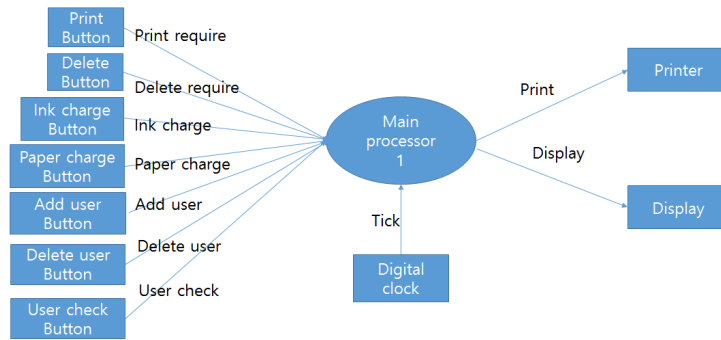 Print
Button
Print require
Delete
Button
Delete require
Ink charge
Button
Ink charge
Paper charge
Button
Paper charge
Add user
Button
Add user
Delete user
Button
Delete user
User check
Button
User check
Main
processor
1
Tick
Digital
clock
Print
Printer
Display
Display